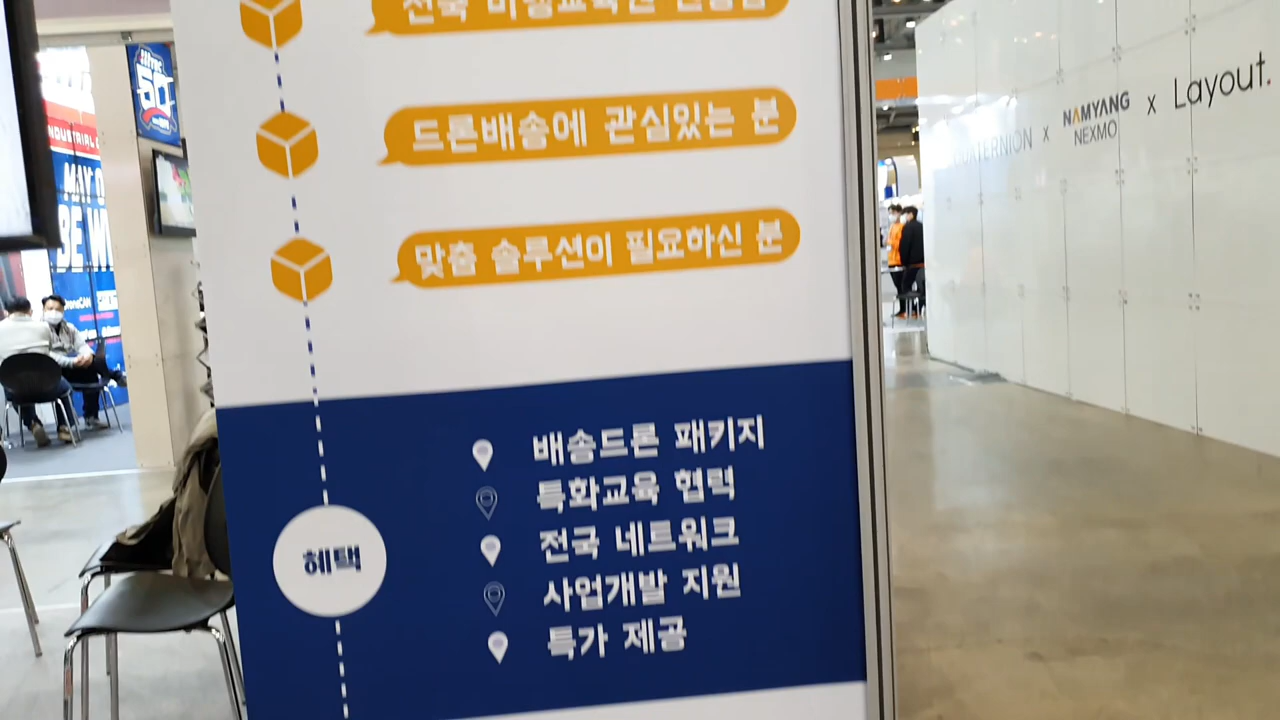 드론배송에 관심있는 분
맞춤 솔루션이 필요하신 분
혜택
배송드론 패키지
특화교육 협력
전국 네트워크
사업개발 지원
특가 제공
NAMYANG
NEXMO
x
Layout.
x
MAY
BE